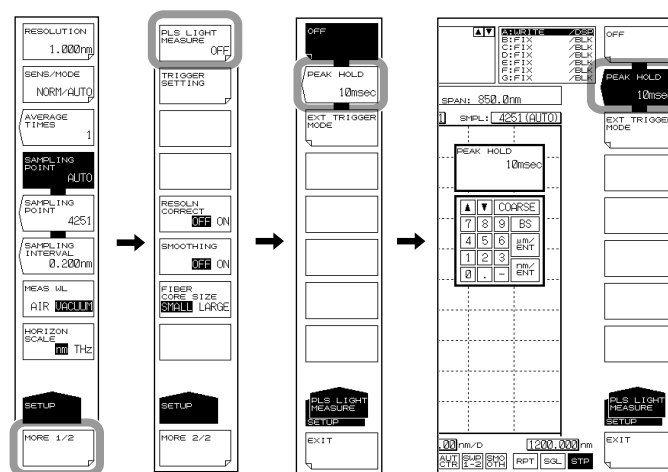 RESOLUTION
1.000nm
SENS/MODE
NORM/AUTO
AVERAGE
TIMES
1
SAMPLING
POINT
AUTO
SAMPLING
POINT
4251
SAMPLING
INTERVAL
0.200nm
MEAS WL
AIR VACUUM
HORIZON
SCALE
nm THz
SETUP
MORE 1/2
PLS LIGHT
MEASURE
OFF
TRIGGER
SETTING
RESOLN
CORRECT
OFF ON
SMOOTHING
OFF ON
FIBER
CORE SIZE
SMALL LARGE
SETUP
MORE 2/2
OFF
PEAK HOLD
10msec
EXT TRIGGER
MODE
PLS LIGHT
MEASURE
SETUP
EXIT
▲ ▼ A:WRITE /DSP
B:FIX /BLK
C:FIX /BLK
D:FIX /BLK
E:FIX /BLK
F:FIX /BLK
G:FIX /BLK
SPAN: 850.0nm
SMPL: 4251(AUTO)
PEAK HOLD
10msec
▲ ▼ COARSE
7 8 9 BS
4 5 6 µm/ENT
1 2 3
0 . - nm/ENT
.00nm/D 1200.000nm
AUT CTR SWP 1-2 SMO OTH RPT SGL STP
OFF
PEAK HOLD
10msec
EXT TRIGGER
MODE
PLS LIGHT
MEASURE
SETUP
EXIT